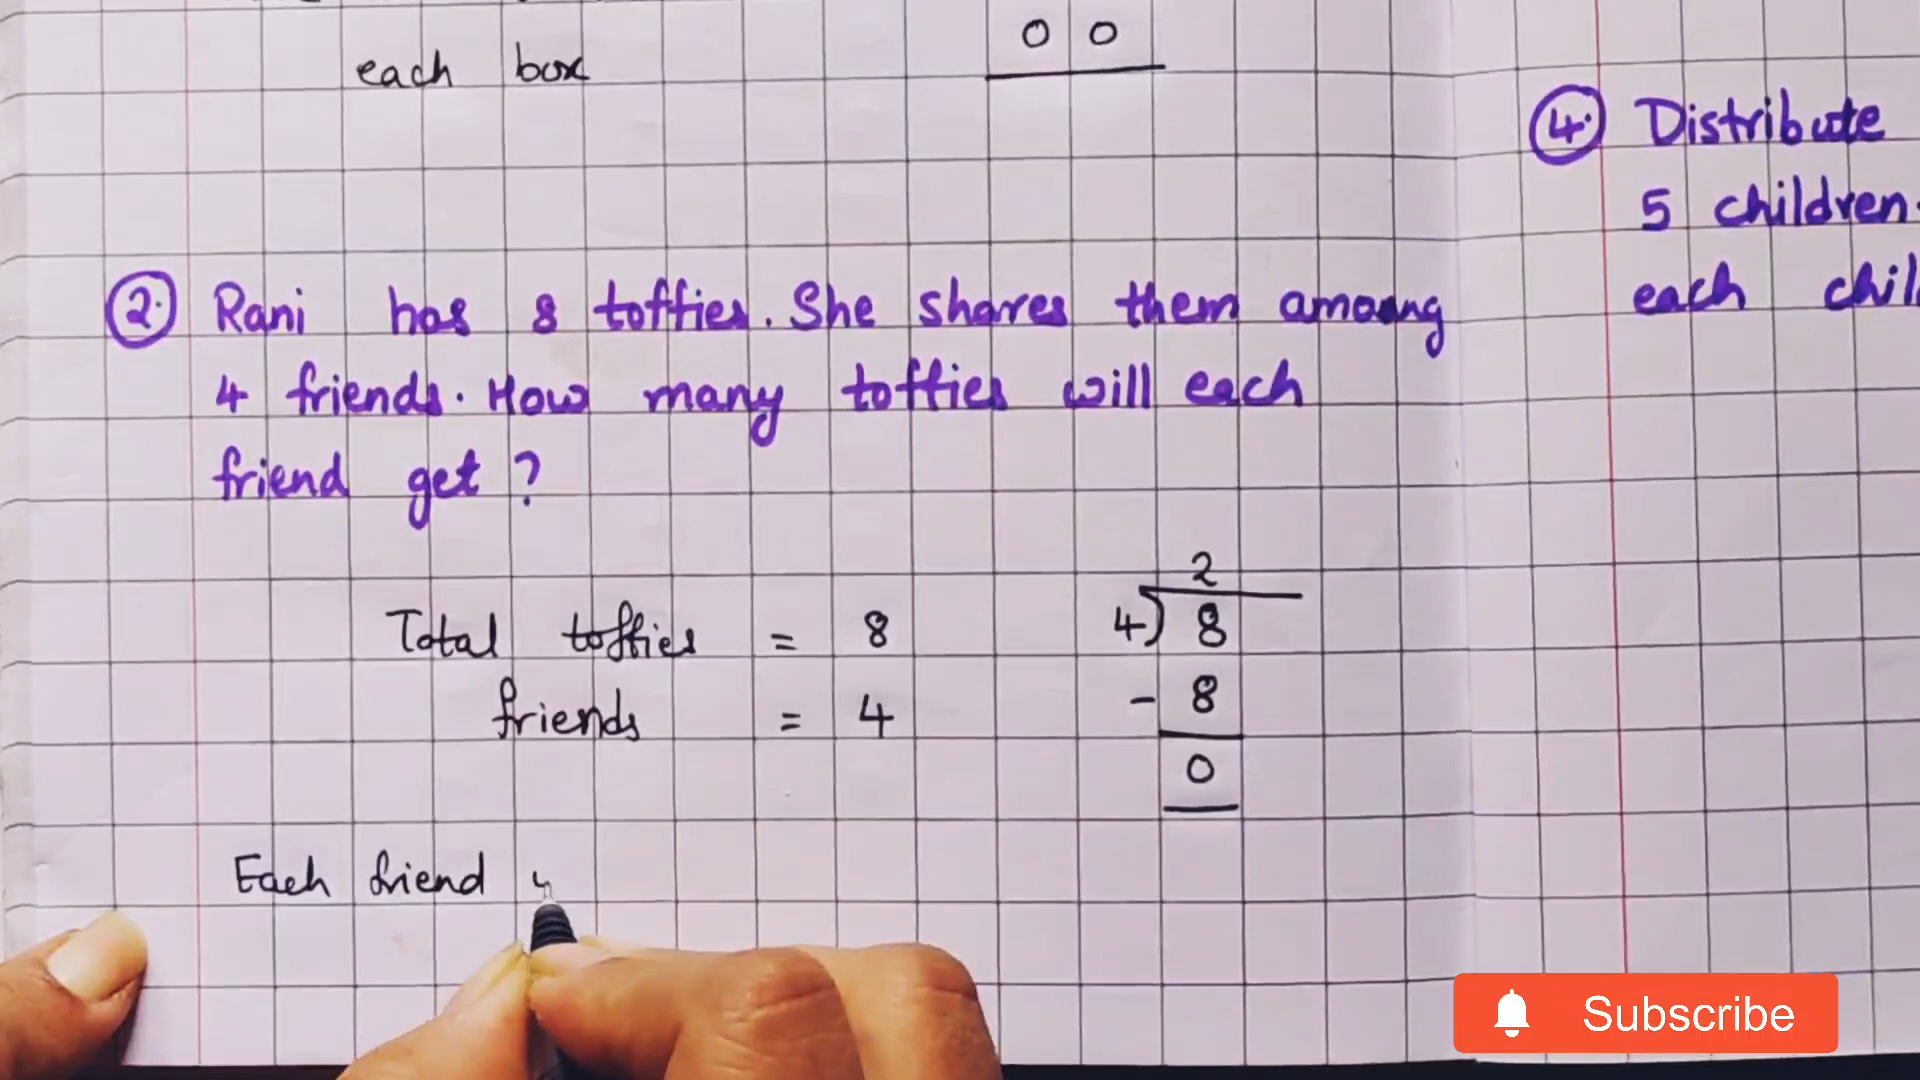 each box
0 0
2. Rani has 8 toffies. She shares them among
4 friends. How many toffies will each
friend get ?
Total toffies = 8
friends = 4
2
4) 8
- 8
0
Each friend
4. Distribute
5 children.
each
Subscribe